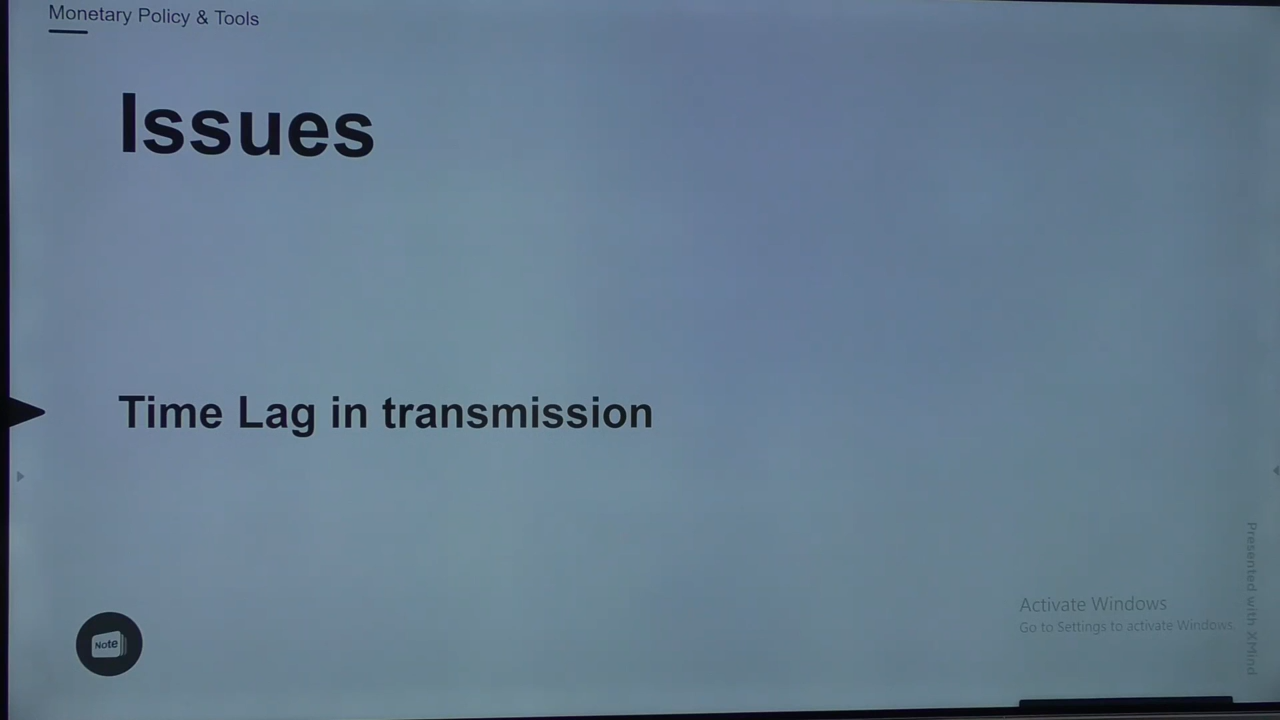 Monetary Policy & Tools
Issues
Time Lag in transmission
Note
Activate Windows
Go to Settings to activate Windows.
Presented with XMind